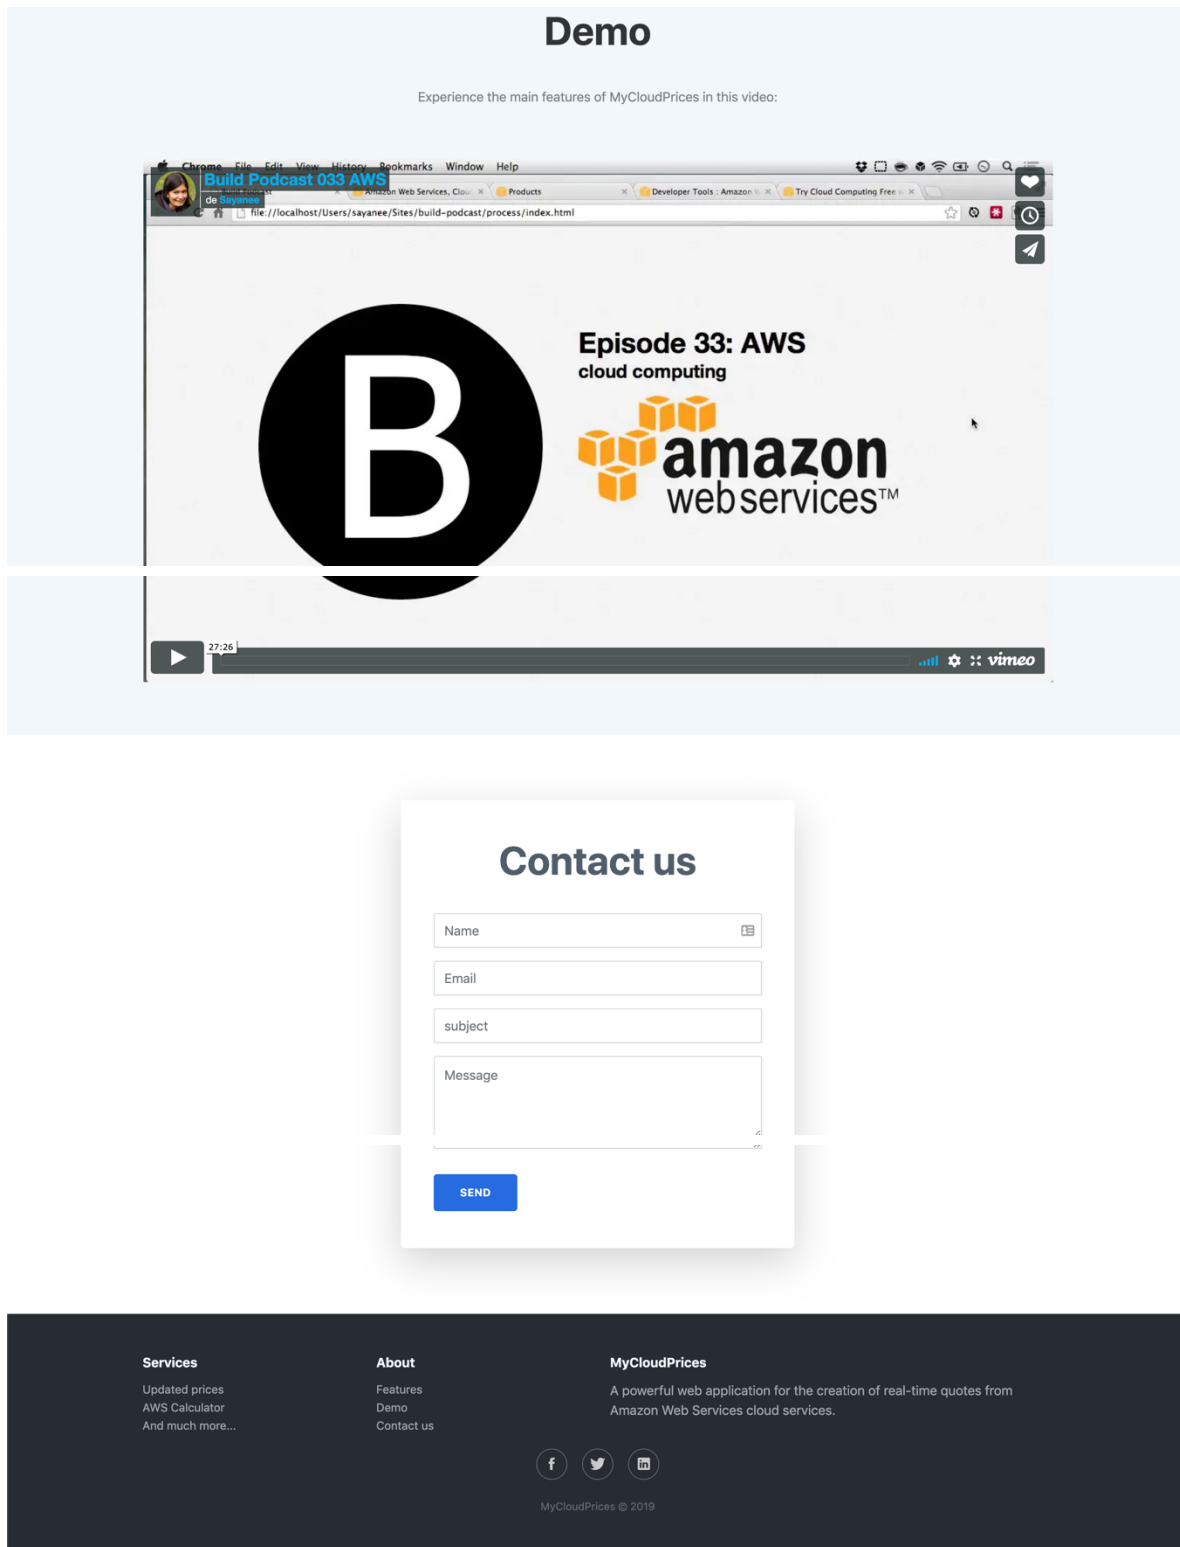 Demo
Experience the main features of MyCloudPrices in this video:
Chrome File Edit View History Bookmarks Window Help
Build Podcast 033 AWS
de Sayanee
Amazon Web Services, Clou
Products
Developer Tools : Amazon
Try Cloud Computing Free
file://localhost/Users/sayanee/Sites/build-podcast/process/index.html
B
Episode 33: AWS
cloud computing
amazon
webservices™
27:26
vimeo
Contact us
Name
Email
subject
Message
SEND
Services
Updated prices
AWS Calculator
And much more...
About
Features
Demo
Contact us
MyCloudPrices
A powerful web application for the creation of real-time quotes from
Amazon Web Services cloud services.
MyCloudPrices © 2019